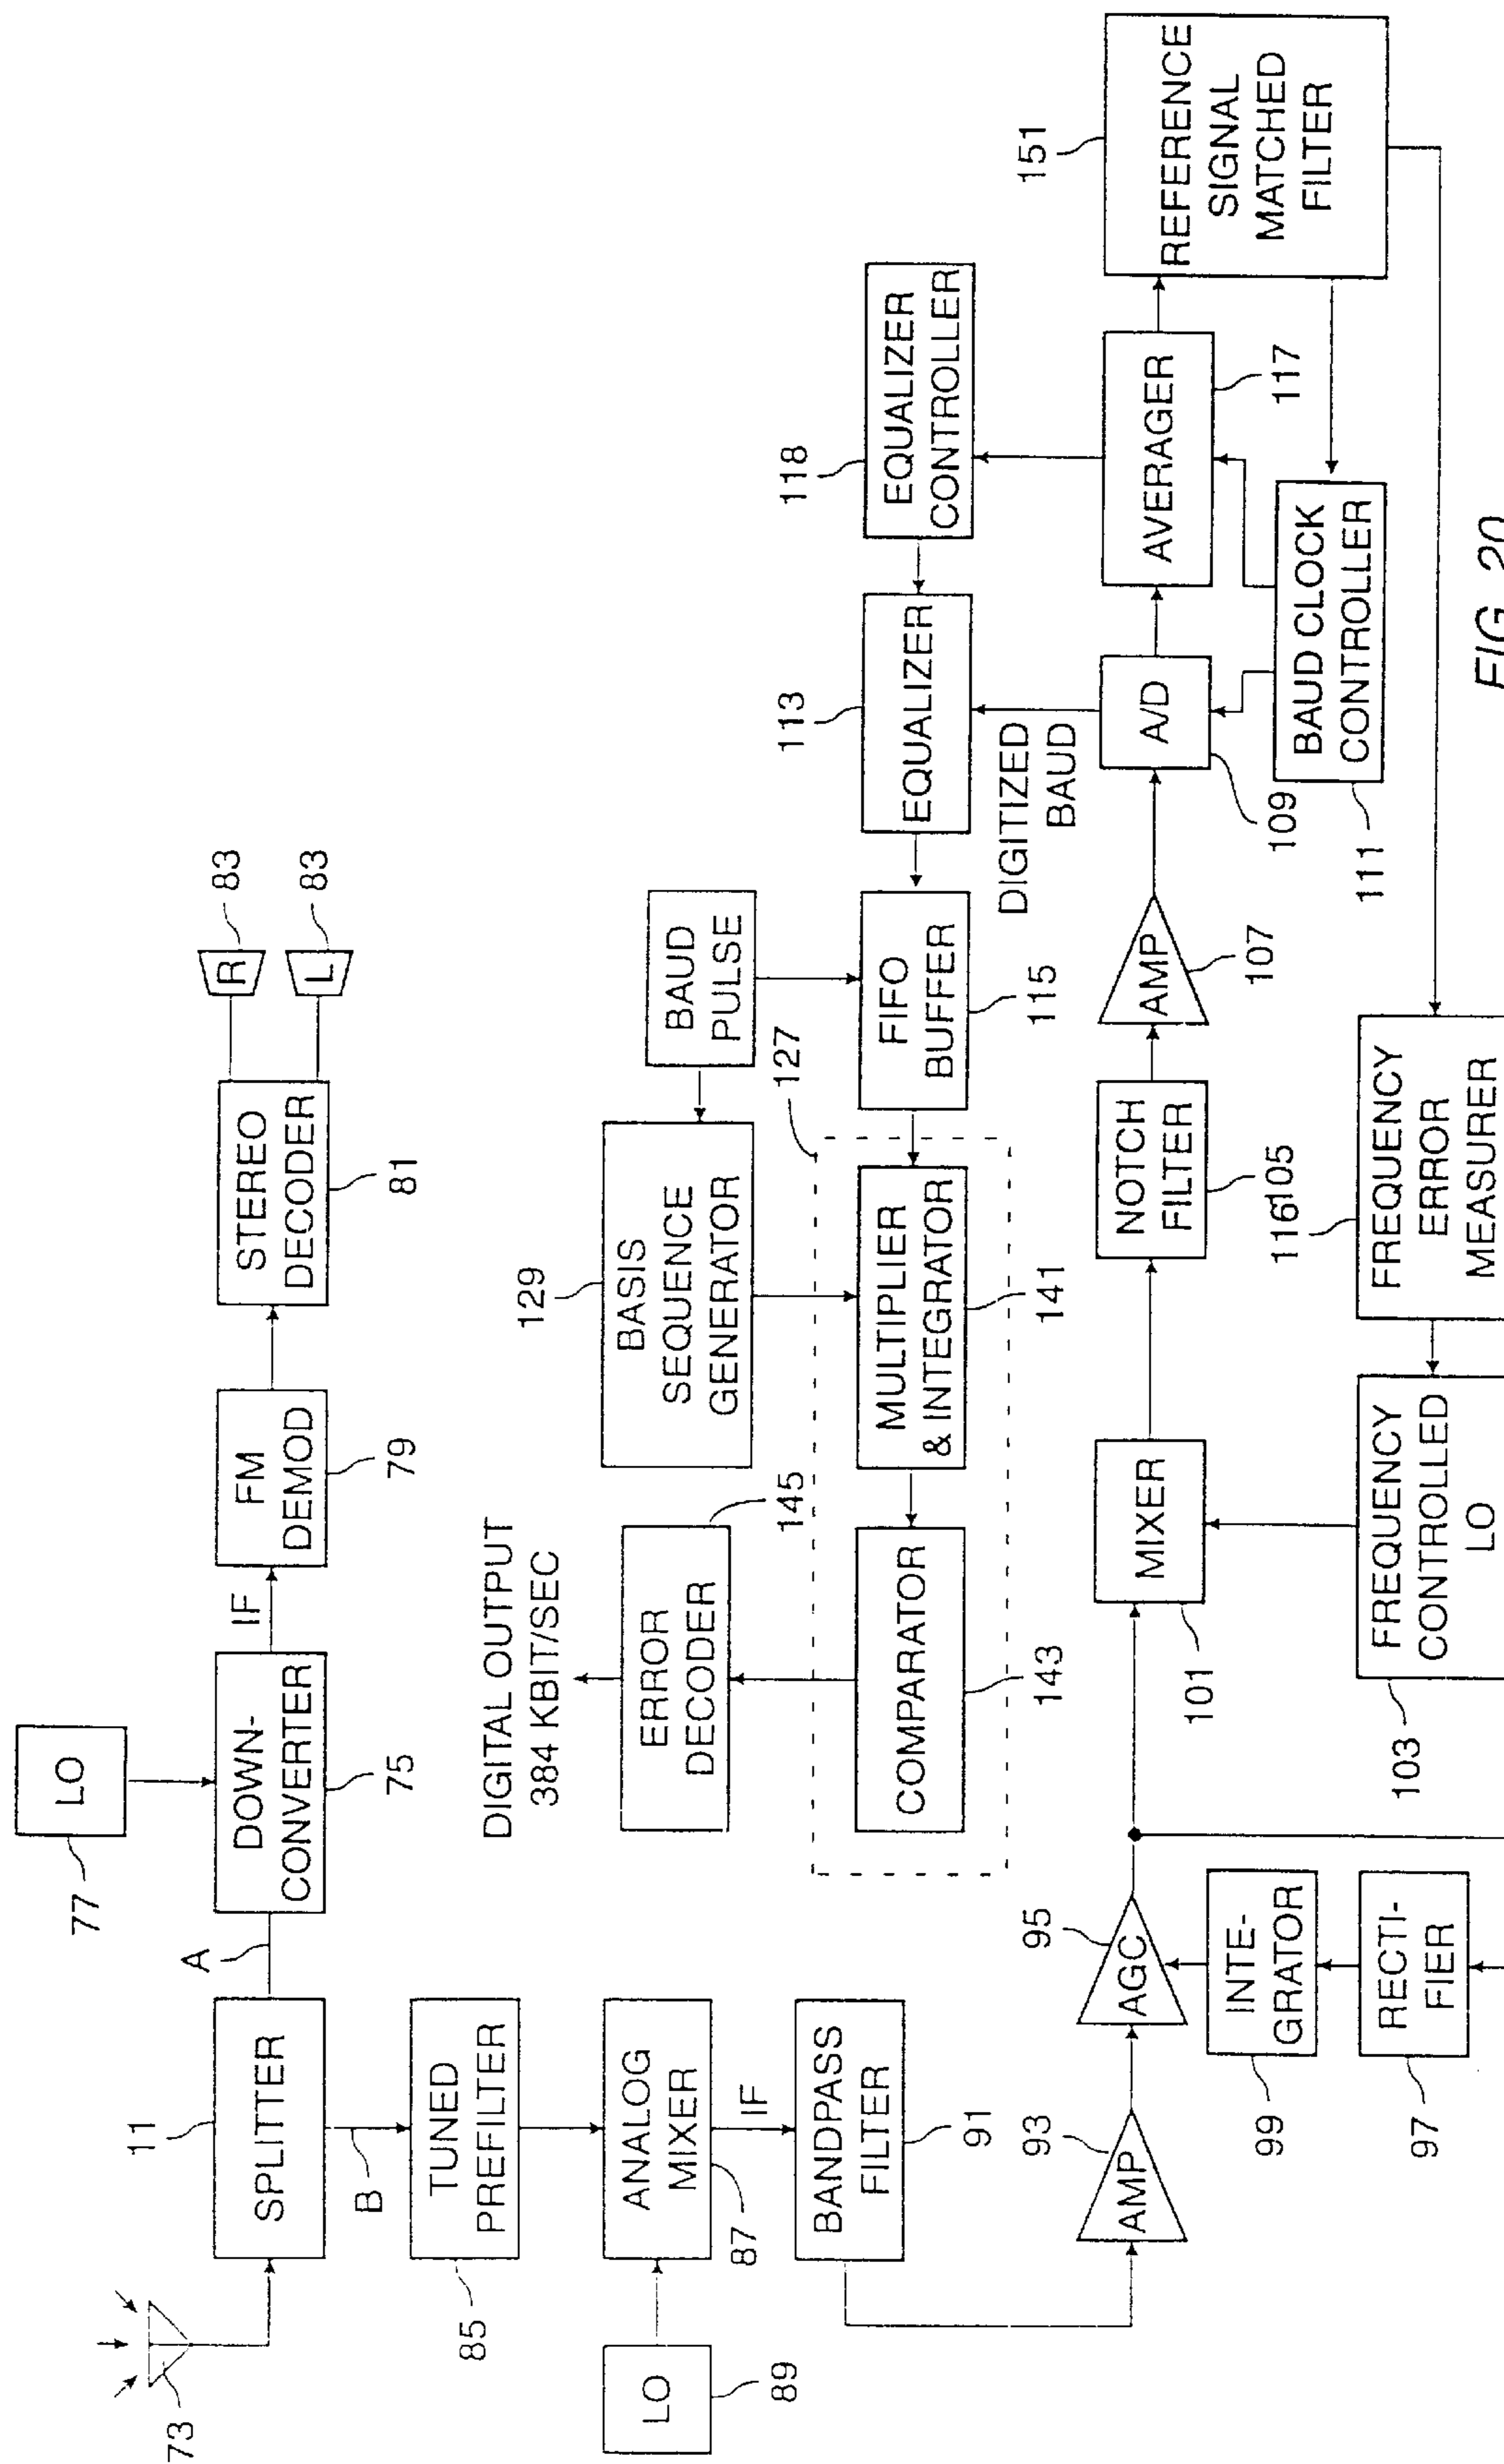 73
11
SPLITTER
A
77
LO
DOWN-
CONVERTER
75
IF
FM
DEMOD
79
STEREO
DECODER
81
R
83
L
83
B
TUNED
PREFILTER
85
LO
89
ANALOG
MIXER
87
IF
BANDPASS
FILTER
91
DIGITAL OUTPUT
384 KBIT/SEC
ERROR
DECODER
145
129
BASIS
SEQUENCE
GENERATOR
BAUD
PULSE
127
COMPARATOR
143
MULTIPLIER
& INTEGRATOR
141
FIFO
BUFFER
115
113
EQUALIZER
118
EQUALIZER
CONTROLLER
DIGITIZED
BAUD
93
AMP
95
AGC
INTE-
GRATOR
99
RECTI-
FIER
97
MIXER
101
NOTCH
FILTER
105
AMP
107
A/D
109
AVERAGER
117
151
REFERENCE
SIGNAL
MATCHED
FILTER
FREQUENCY
CONTROLLED
LO
103
116
FREQUENCY
ERROR
MEASURER
BAUD CLOCK
CONTROLLER
111
FIG. 20